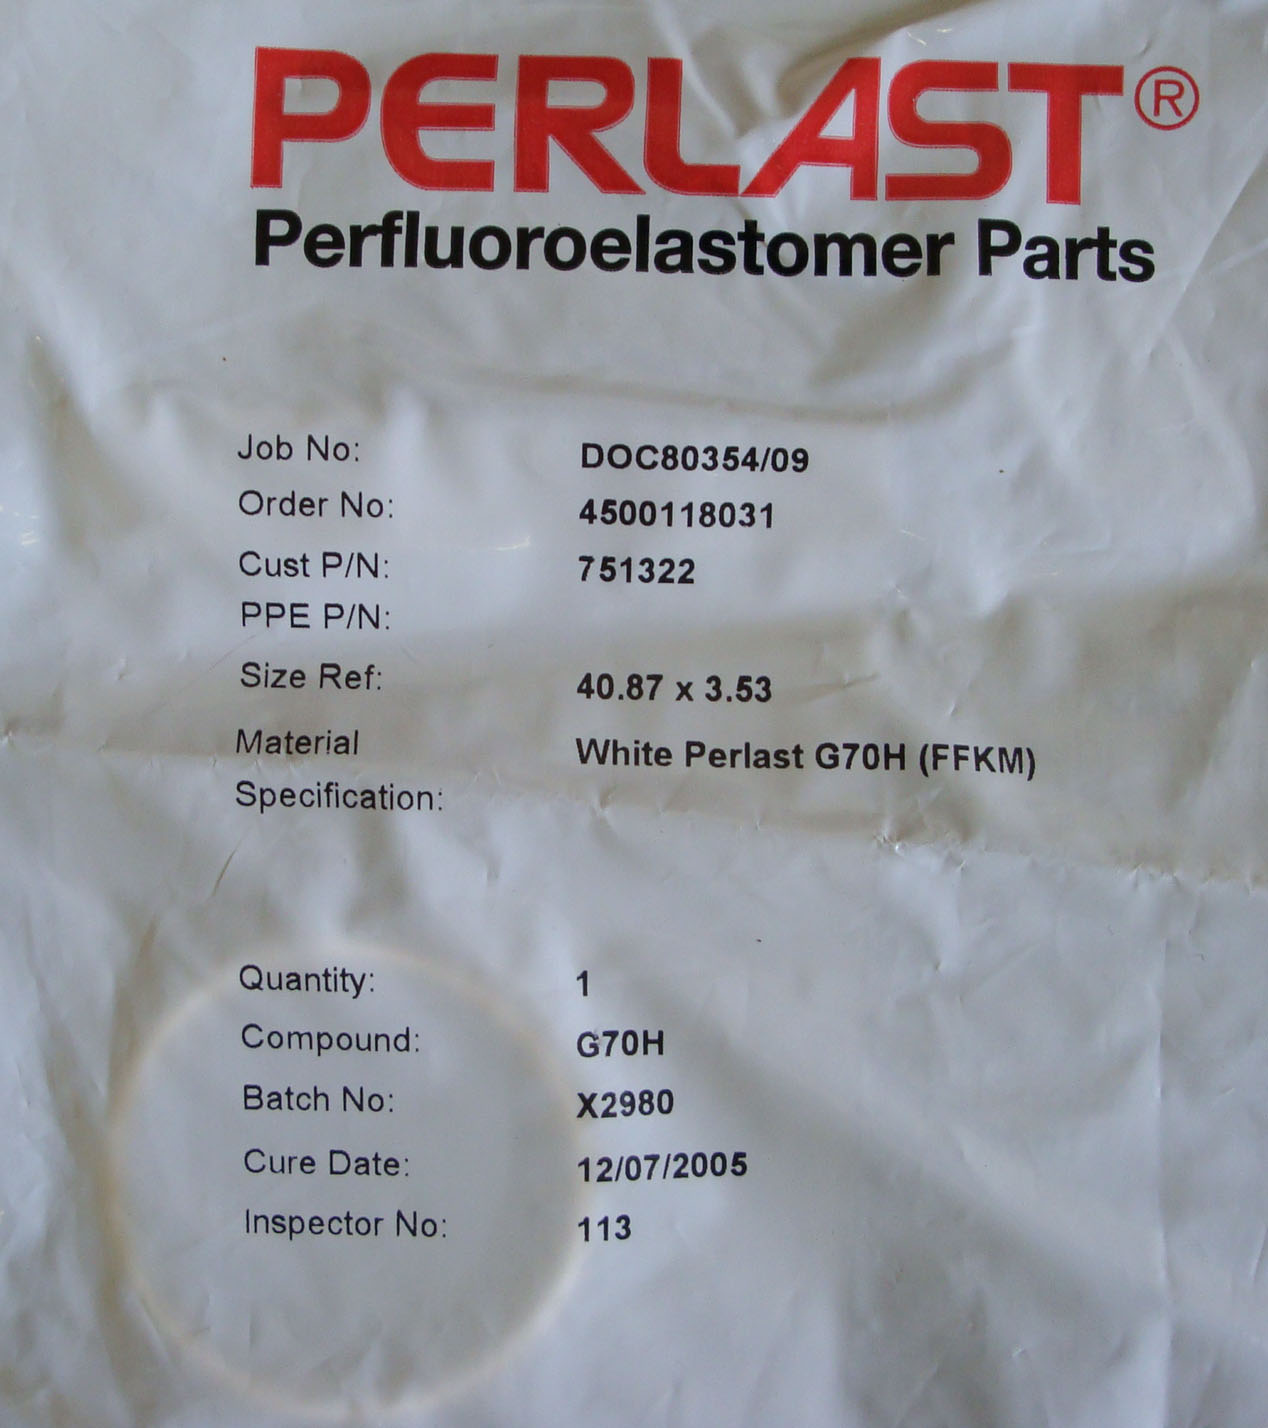 PERLAST®
Perfluoroelastomer Parts
Job No: DOC80354/09
Order No: 4500118031
Cust P/N: 751322
PPE P/N:
Size Ref: 40.87 x 3.53
Material White Perlast G70H (FFKM)
Specification:
Quantity: 1
Compound: G70H
Batch No: X2980
Cure Date: 12/07/2005
Inspector No: 113